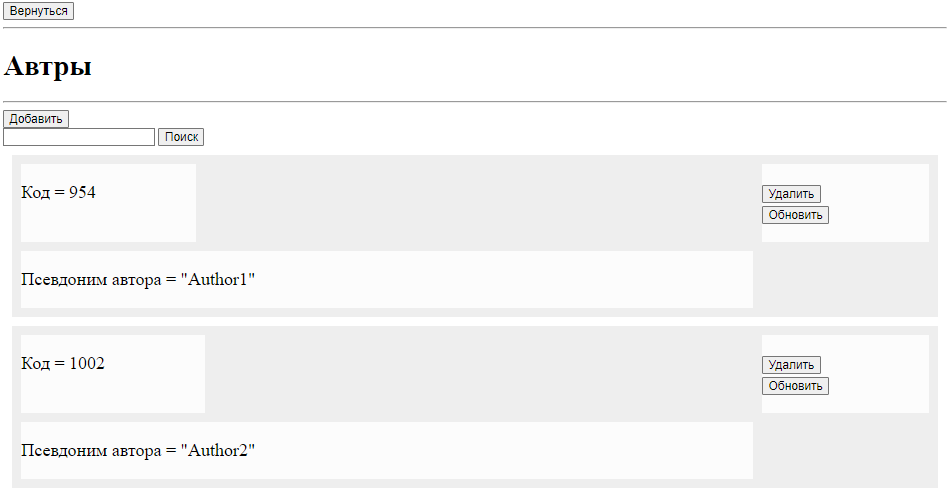 Вернуться
Автры
Добавить
Поиск
Код = 954
Удалить
Обновить
Псевдоним автора = "Author1"
Код = 1002
Удалить
Обновить
Псевдоним автора = "Author2"